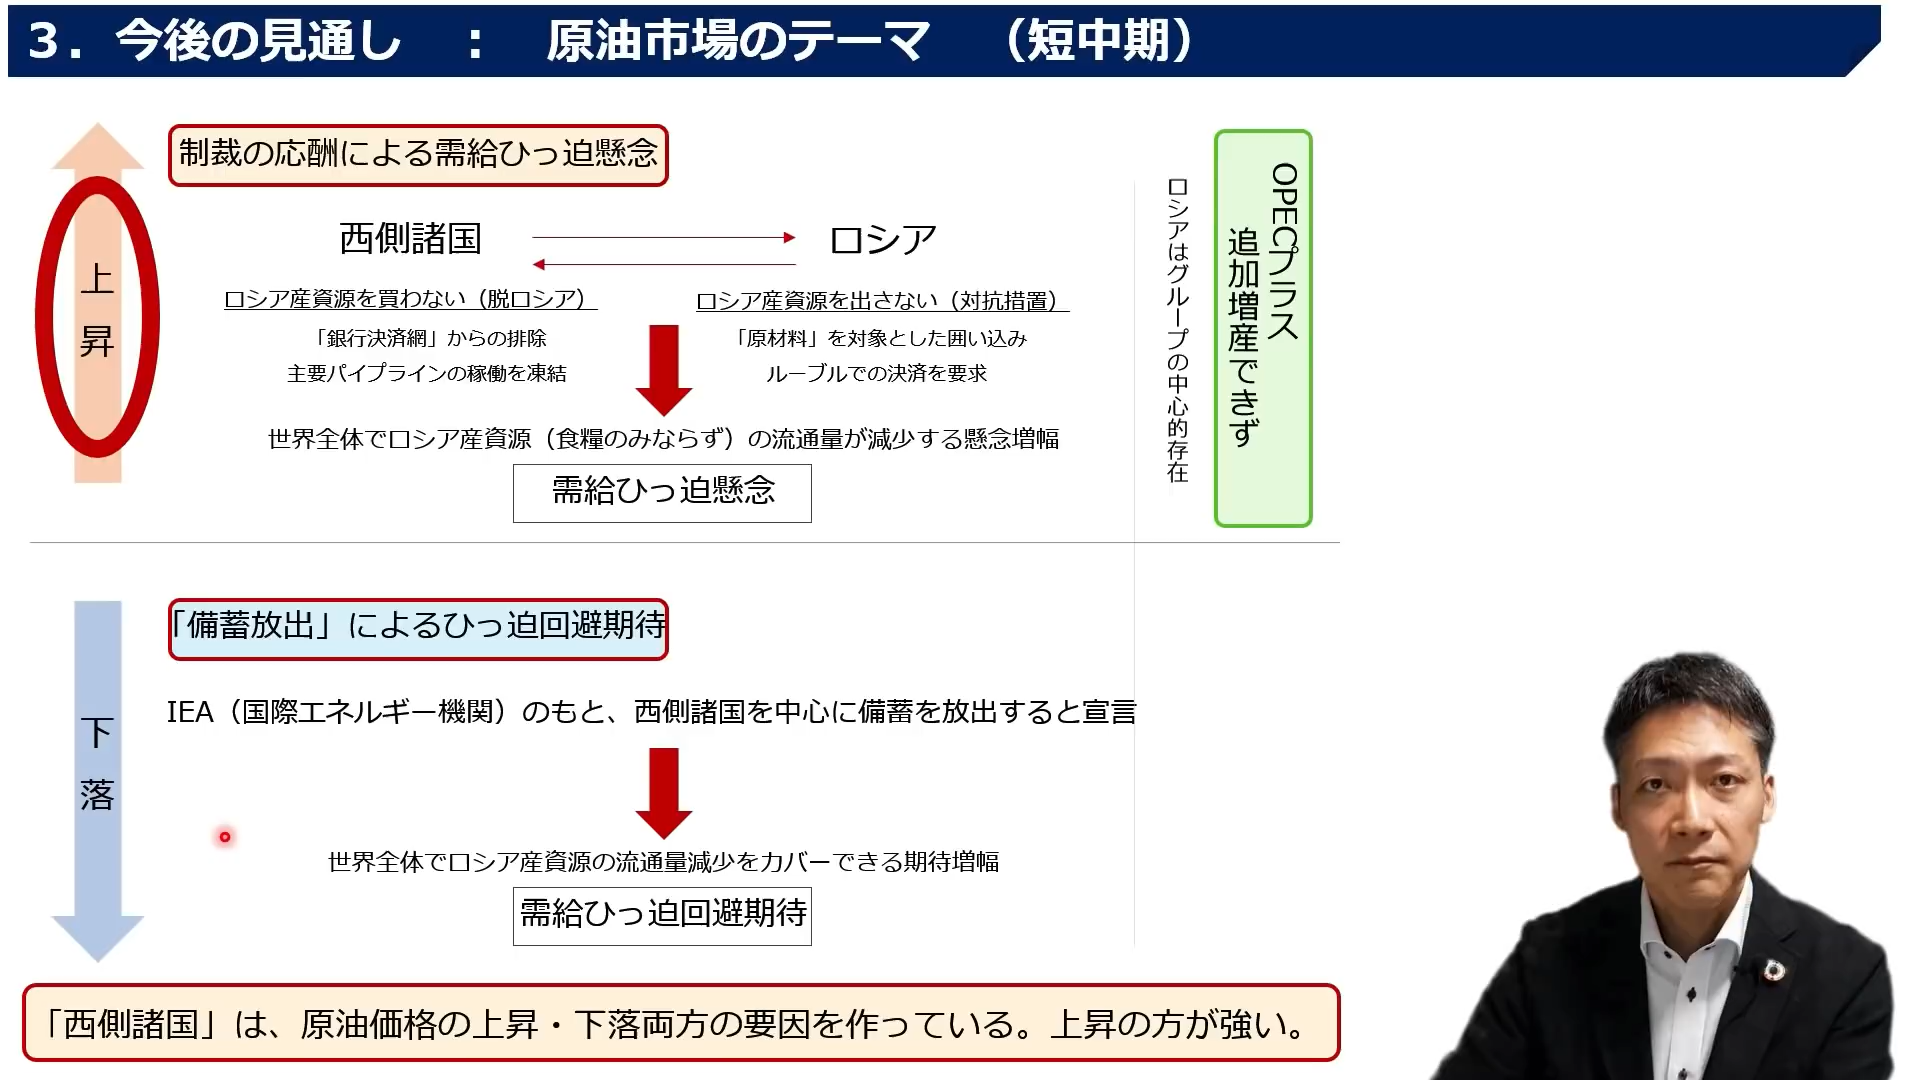 3．今後の見通し　：　原油市場のテーマ　（短中期）
上昇
制裁の応酬による需給ひっ迫懸念
西側諸国
ロシア
ロシア産資源を買わない（脱ロシア）
「銀行決済網」からの排除
主要パイプラインの稼働を凍結
ロシア産資源を出さない（対抗措置）
「原材料」を対象とした囲い込み
ルーブルでの決済を要求
世界全体でロシア産資源（食糧のみならず）の流通量が減少する懸念増幅
需給ひっ迫懸念
OPECプラス
追加増産できず
ロシアはグループの中心的存在
下落
「備蓄放出」によるひっ迫回避期待
IEA（国際エネルギー機関）のもと、西側諸国を中心に備蓄を放出すると宣言
世界全体でロシア産資源の流通量減少をカバーできる期待増幅
需給ひっ迫回避期待
「西側諸国」は、原油価格の上昇・下落両方の要因を作っている。上昇の方が強い。